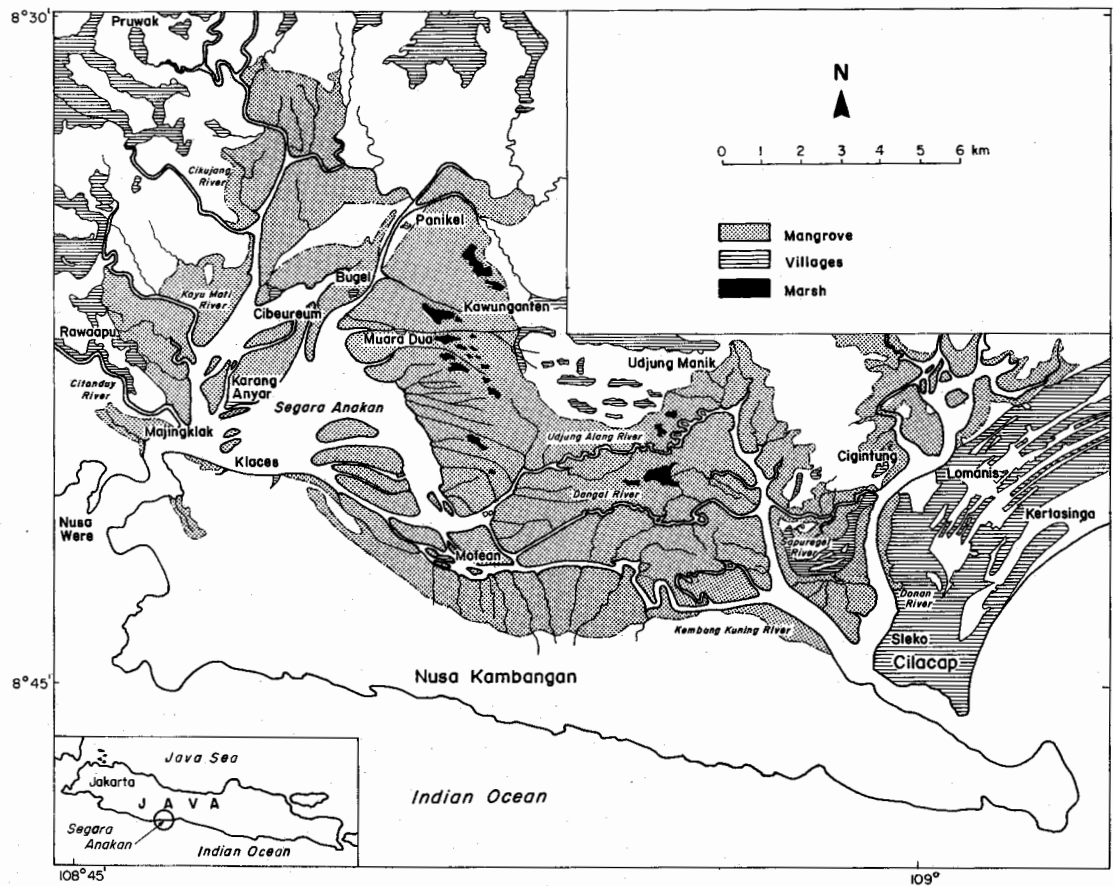 8°30'
Pruwak
N
0 1 2 3 4 5 6 km
Cikujang
River
Panikel
Mangrove
Villages
Marsh
Kayu Mati
River
Bugel
Cibeureum
Kawunganten
Rawaapu
Muara Dua
Udjung Manik
Citanduy
River
Karang
Anyar
Segara Anakan
Majingklak
Udjung Alang River
Klaces
Cigintung
Lománis
Dangal River
Kertasinga
Nusa
Were
Sapuregel
River
Motean
Donan
River
Kembang Kuning River
Sleko
Cilacap
8°45'
Nusa Kambangan
Java Sea
Jakarta
J A V A
Indian Ocean
Segara
Anakan
Indian Ocean
108°45'
109°